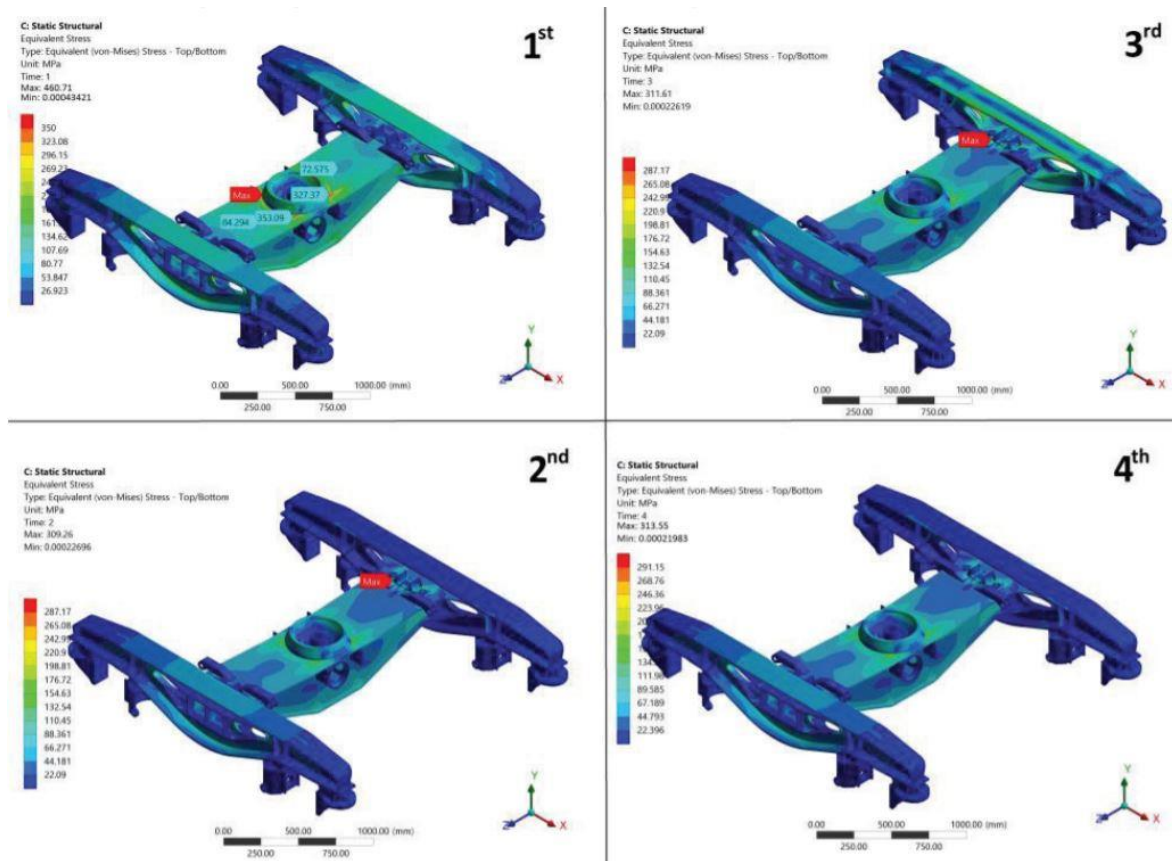 C: Static Structural
Equivalent Stress
Type: Equivalent (von-Mises) Stress - Top/Bottom
Unit: MPa
Time: 1
Max: 460.71
Min: 0.00043421
1st
350
323.08
296.15
269.23
161.
134.62
107.69
80.77
53.847
26.923
72.575
Max
327.37
353.09
64.294
Y
Z
X
0.00
500.00
1000.00 (mm)
250.00
750.00
C: Static Structural
Equivalent Stress
Type: Equivalent (von-Mises) Stress - Top/Bottom
Unit: MPa
Time: 3
Max: 311.61
Min: 0.00022619
3rd
287.17
265.08
242.99
220.9
198.81
176.72
154.63
132.54
110.45
88.361
66.271
44.181
22.09
Max
Y
Z
X
0.00
500.00
1000.00 (mm)
250.00
750.00
C: Static Structural
Equivalent Stress
Type: Equivalent (von-Mises) Stress - Top/Bottom
Unit: MPa
Time: 2
Max: 309.26
Min: 0.00022696
2nd
287.17
265.08
242.99
220.9
198.81
176.72
154.63
132.54
110.45
88.361
66.271
44.181
22.09
Max
Y
Z
X
0.00
500.00
1000.00 (mm)
250.00
750.00
C: Static Structural
Equivalent Stress
Type: Equivalent (von-Mises) Stress - Top/Bottom
Unit: MPa
Time: 4
Max: 313.55
Min: 0.00021983
4th
291.15
268.76
246.36
223.96
111.98
89.585
67.189
44.793
22.396
Y
Z
X
0.00
500.00
1000.00 (mm)
250.00
750.00